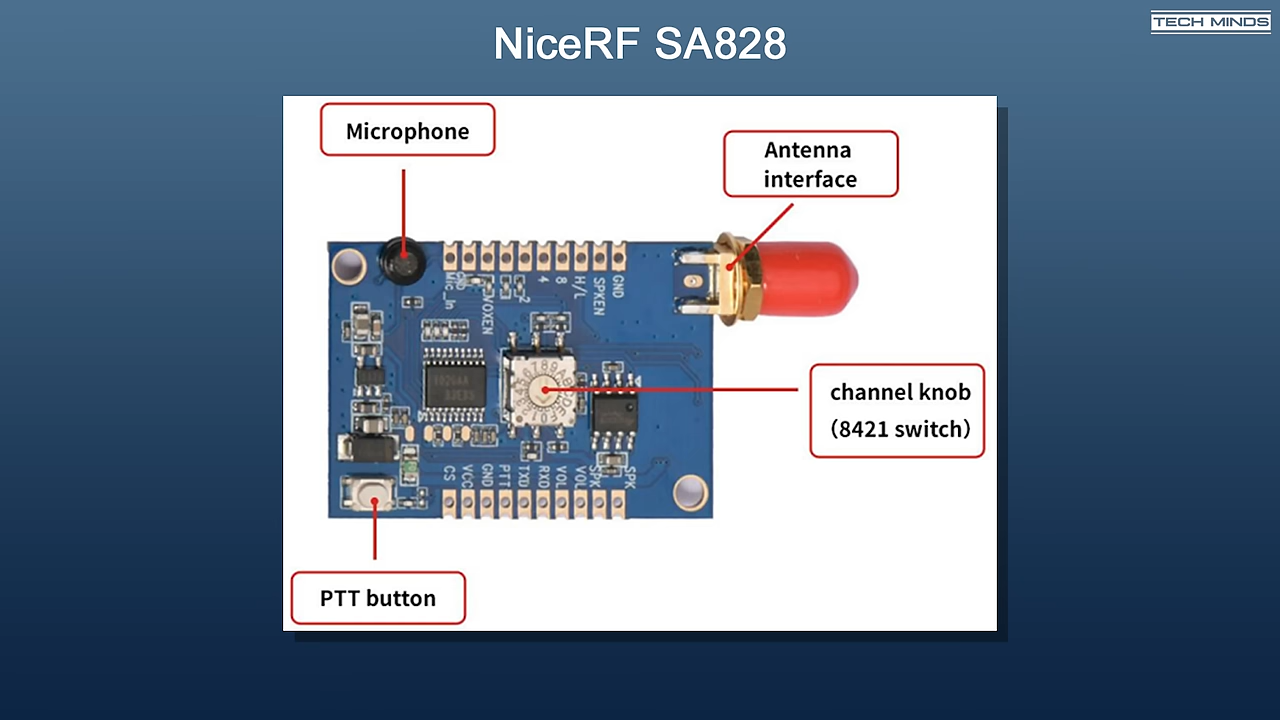 NiceRF SA828
TECH MINDS
Microphone
Antenna
interface
GND
Mic_In
VOXEN
2
4
8
H/L
SPKEN
GND
channel knob
(8421 switch)
CS
VCC
GND
PTT
TXD
RXD
VOL
VOL
SPK
SPK
PTT button